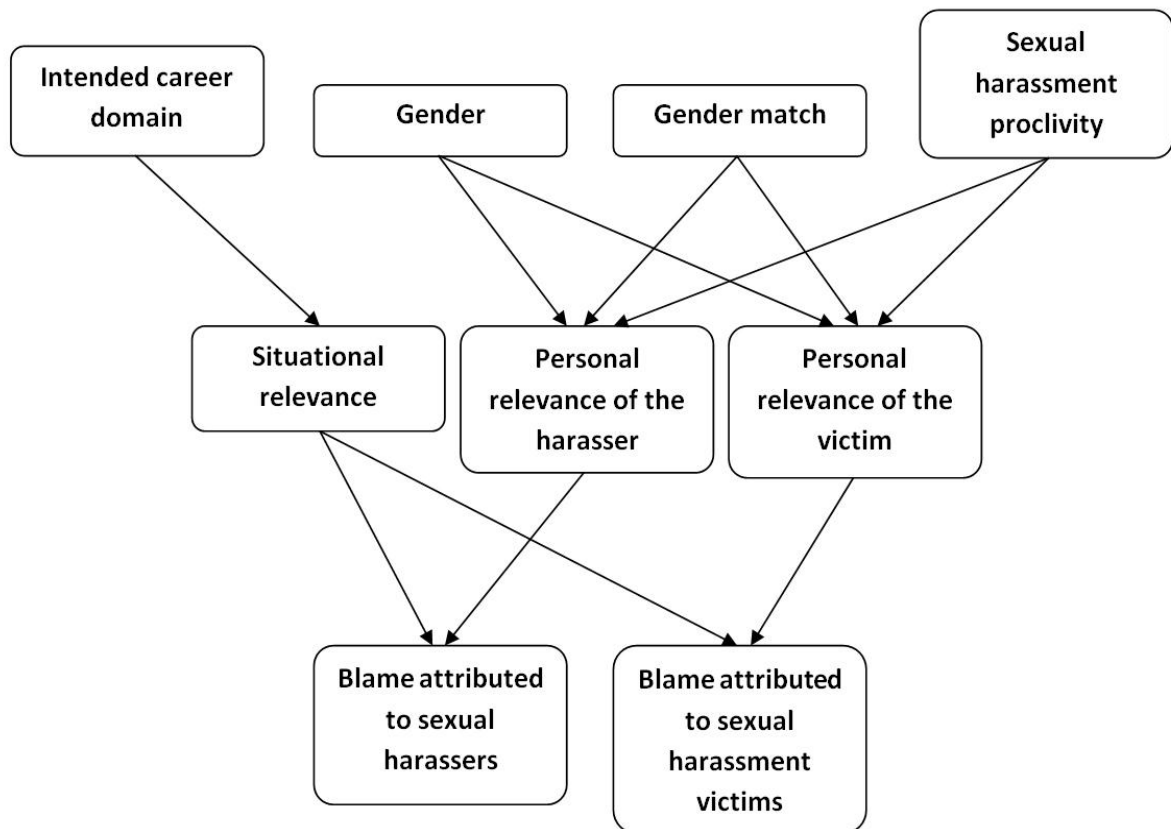 Intended career
domain
Gender
Gender match
Sexual
harassment
proclivity
Situational
relevance
Personal
relevance of the
harasser
Personal
relevance of the
victim
Blame attributed
to sexual
harassers
Blame attributed
to sexual
harassment
victims